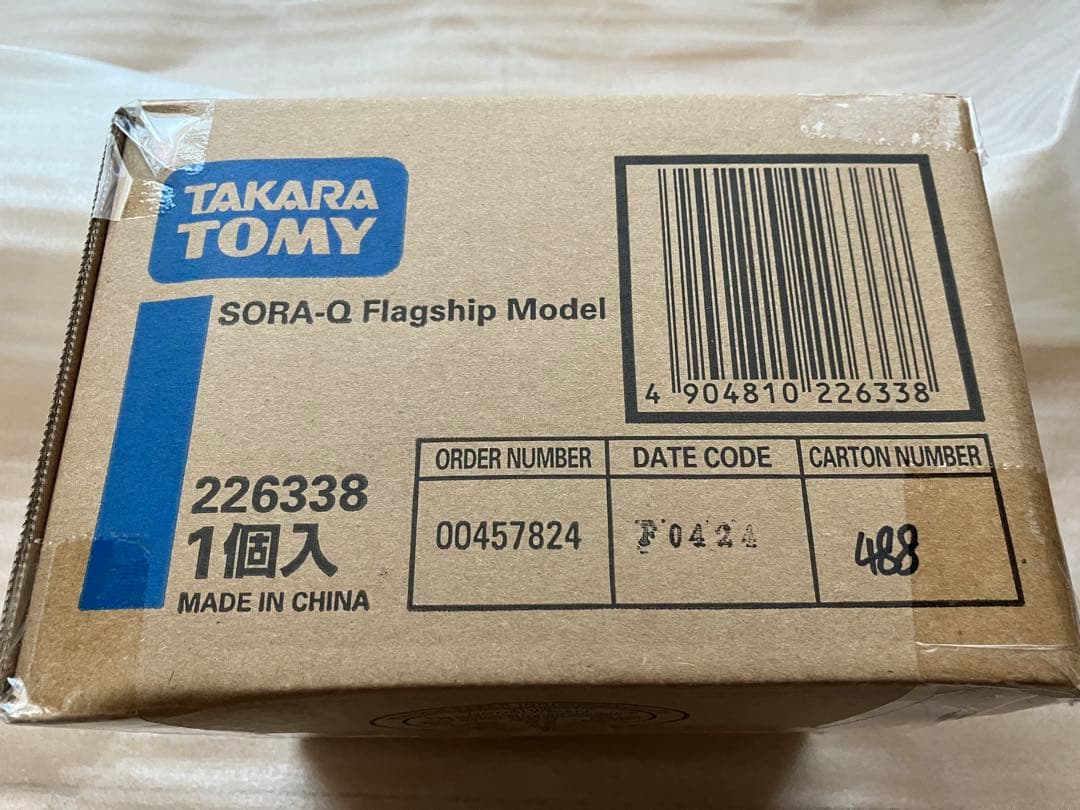 TAKARA
TOMY
SORA-Q Flagship Model
4 904810 226338
226338
1個入
MADE IN CHINA
ORDER NUMBER DATE CODE CARTON NUMBER
00457824 F0424 488